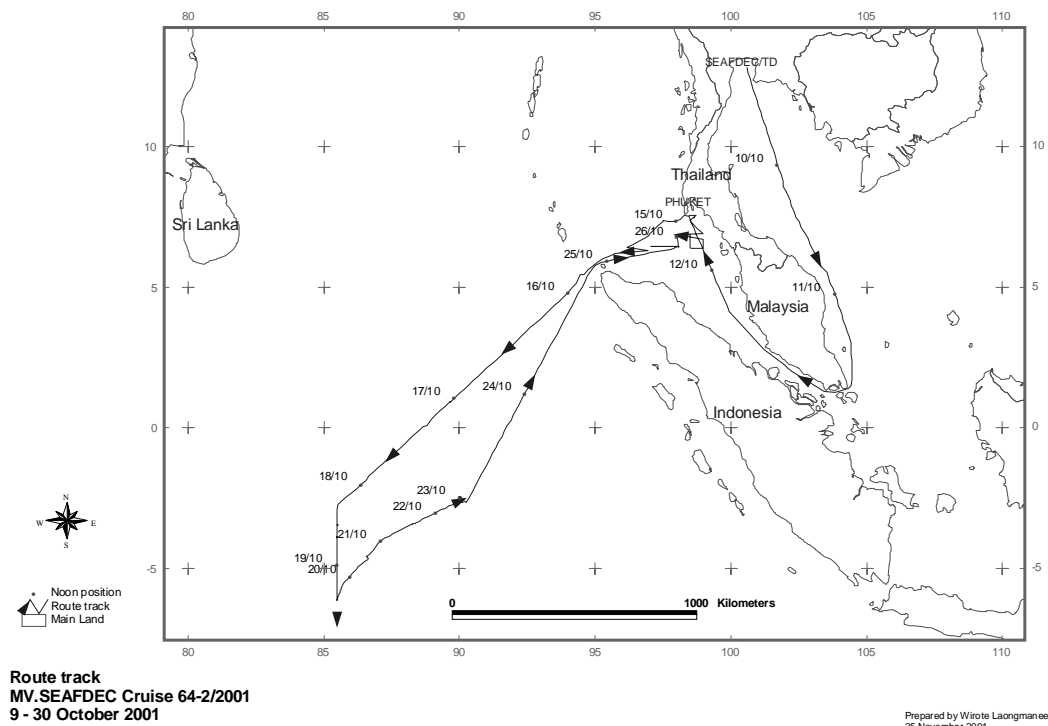 80 85 90 95 100 105 110
SEAFDEC/TD
10 10
10/10
Thailand
PHUKET
15/10
Sri Lanka
26/10
25/10
12/10
5 16/10 11/10 5
Malaysia
17/10 24/10
Indonesia
0 0
18/10 23/10
22/10
N
W E
S
21/10
19/10
20/10
-5 -5
Noon position
Route track
Main Land
0 1000 Kilometers
80 85 90 95 100 105 110
Route track
MV.SEAFDEC Cruise 64-2/2001
9 - 30 October 2001
Prepared by Wirote Laongmanee
25 November 2001